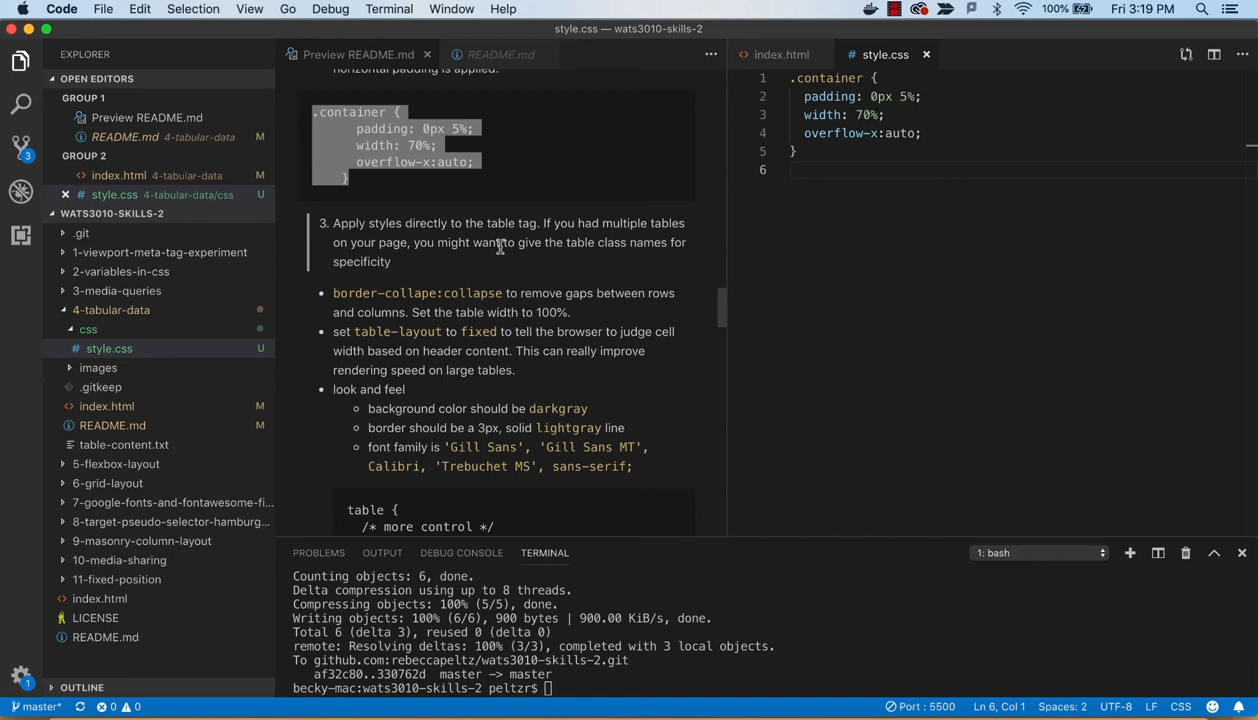 Code File Edit Selection View Go Debug Terminal Window Help 100% Fri 3:19 PM
style.css — wats3010-skills-2
EXPLORER
OPEN EDITORS
GROUP 1
Preview README.md
README.md 4-tabular-data M
GROUP 2
index.html 4-tabular-data M
style.css 4-tabular-data/css U
WATS3010-SKILLS-2
.git
1-viewport-meta-tag-experiment
2-variables-in-css
3-media-queries
4-tabular-data
css
style.css U
images
.gitkeep
index.html M
README.md M
table-content.txt
5-flexbox-layout
6-grid-layout
7-google-fonts-and-fontawesome-fi...
8-target-pseudo-selector-hamburg...
9-masonry-column-layout
10-media-sharing
11-fixed-position
index.html
LICENSE
README.md
OUTLINE
3
1
Preview README.md README.md
horizontal padding is applied.
.container {
padding: 0px 5%;
width: 70%;
overflow-x:auto;
}
3. Apply styles directly to the table tag. If you had multiple tables
on your page, you might want to give the table class names for
specificity
border-collape:collapse to remove gaps between rows
and columns. Set the table width to 100%.
set table-layout to fixed to tell the browser to judge cell
width based on header content. This can really improve
rendering speed on large tables.
look and feel
background color should be darkgray
border should be a 3px, solid lightgray line
font family is 'Gill Sans', 'Gill Sans MT',
Calibri, 'Trebuchet MS', sans-serif;
table {
/* more control */
index.html # style.css
1 .container {
2 padding: 0px 5%;
3 width: 70%;
4 overflow-x:auto;
5 }
6
PROBLEMS OUTPUT DEBUG CONSOLE TERMINAL 1: bash
Counting objects: 6, done.
Delta compression using up to 8 threads.
Compressing objects: 100% (5/5), done.
Writing objects: 100% (6/6), 900 bytes | 900.00 KiB/s, done.
Total 6 (delta 3), reused 0 (delta 0)
remote: Resolving deltas: 100% (3/3), completed with 3 local objects.
To github.com:rebeccapeltz/wats3010-skills-2.git
af32c80..330762d master -> master
becky-mac:wats3010-skills-2 peltzr$
master* 0 0 Port : 5500 Ln 6, Col 1 Spaces: 2 UTF-8 LF CSS